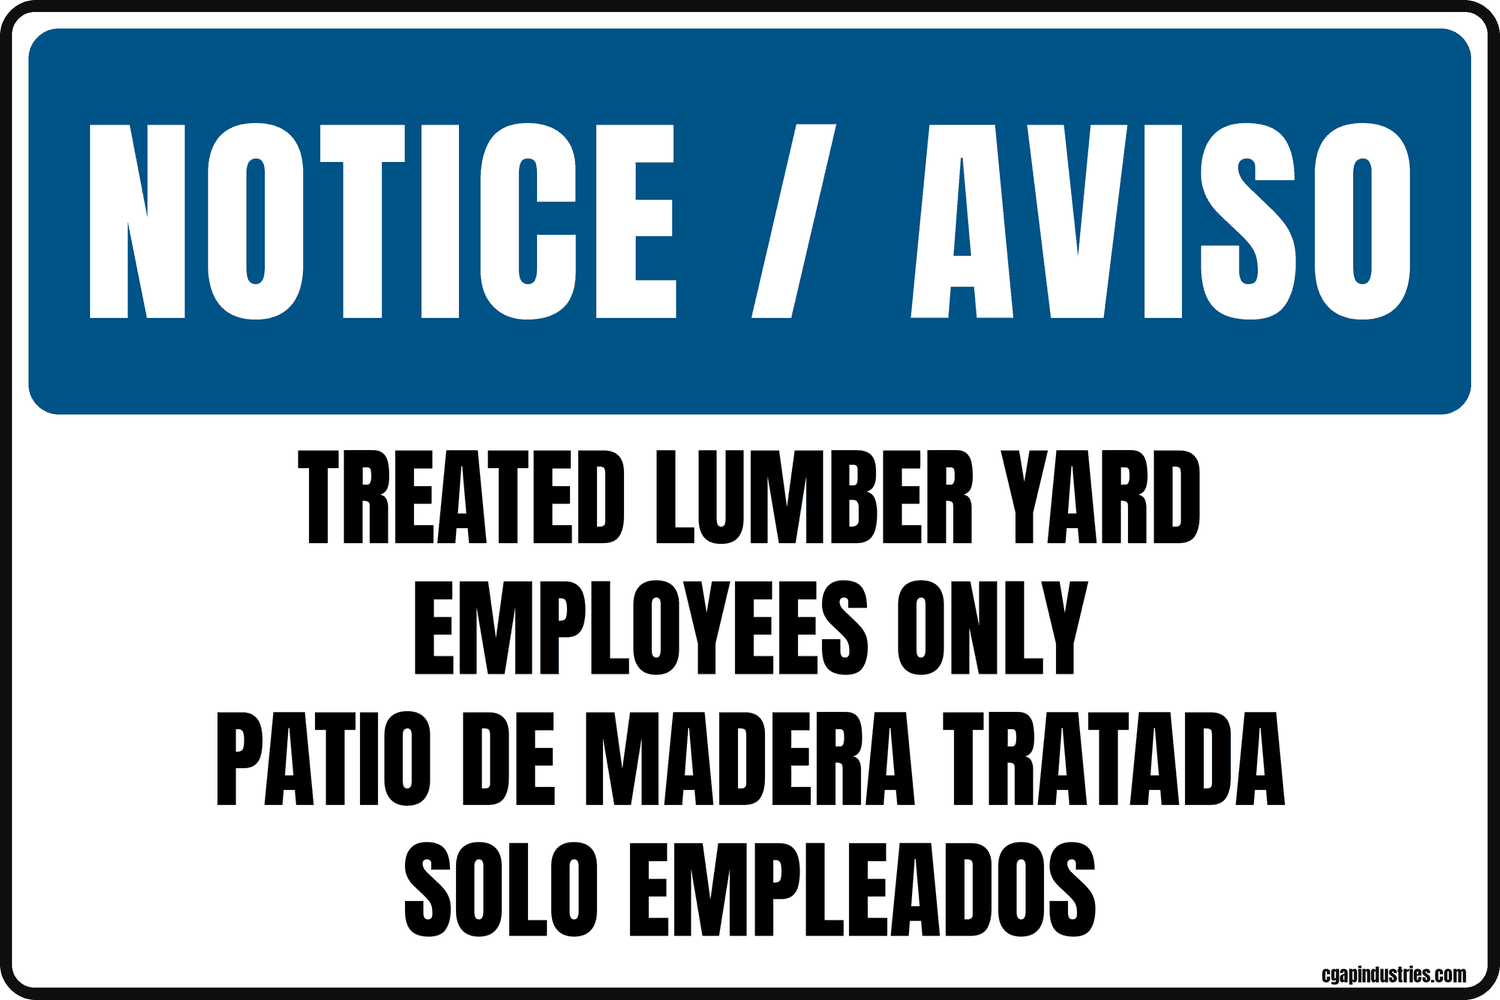 NOTICE / AVISO
TREATED LUMBER YARD
EMPLOYEES ONLY
PATIO DE MADERA TRATADA
SOLO EMPLEADOS
cgapindustries.com